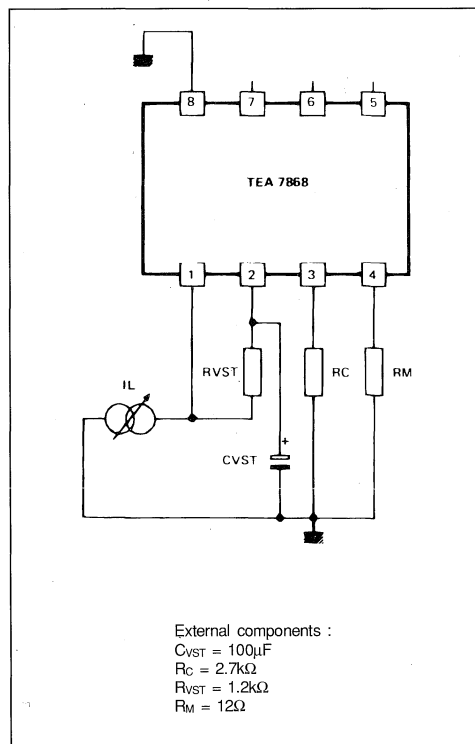 8 7 6 5
TEA 7868
1 2 3 4
IL
RVST
RC
RM
CVST
+
External components :
CVST = 100µF
RC = 2.7kΩ
RVST = 1.2kΩ
RM = 12Ω